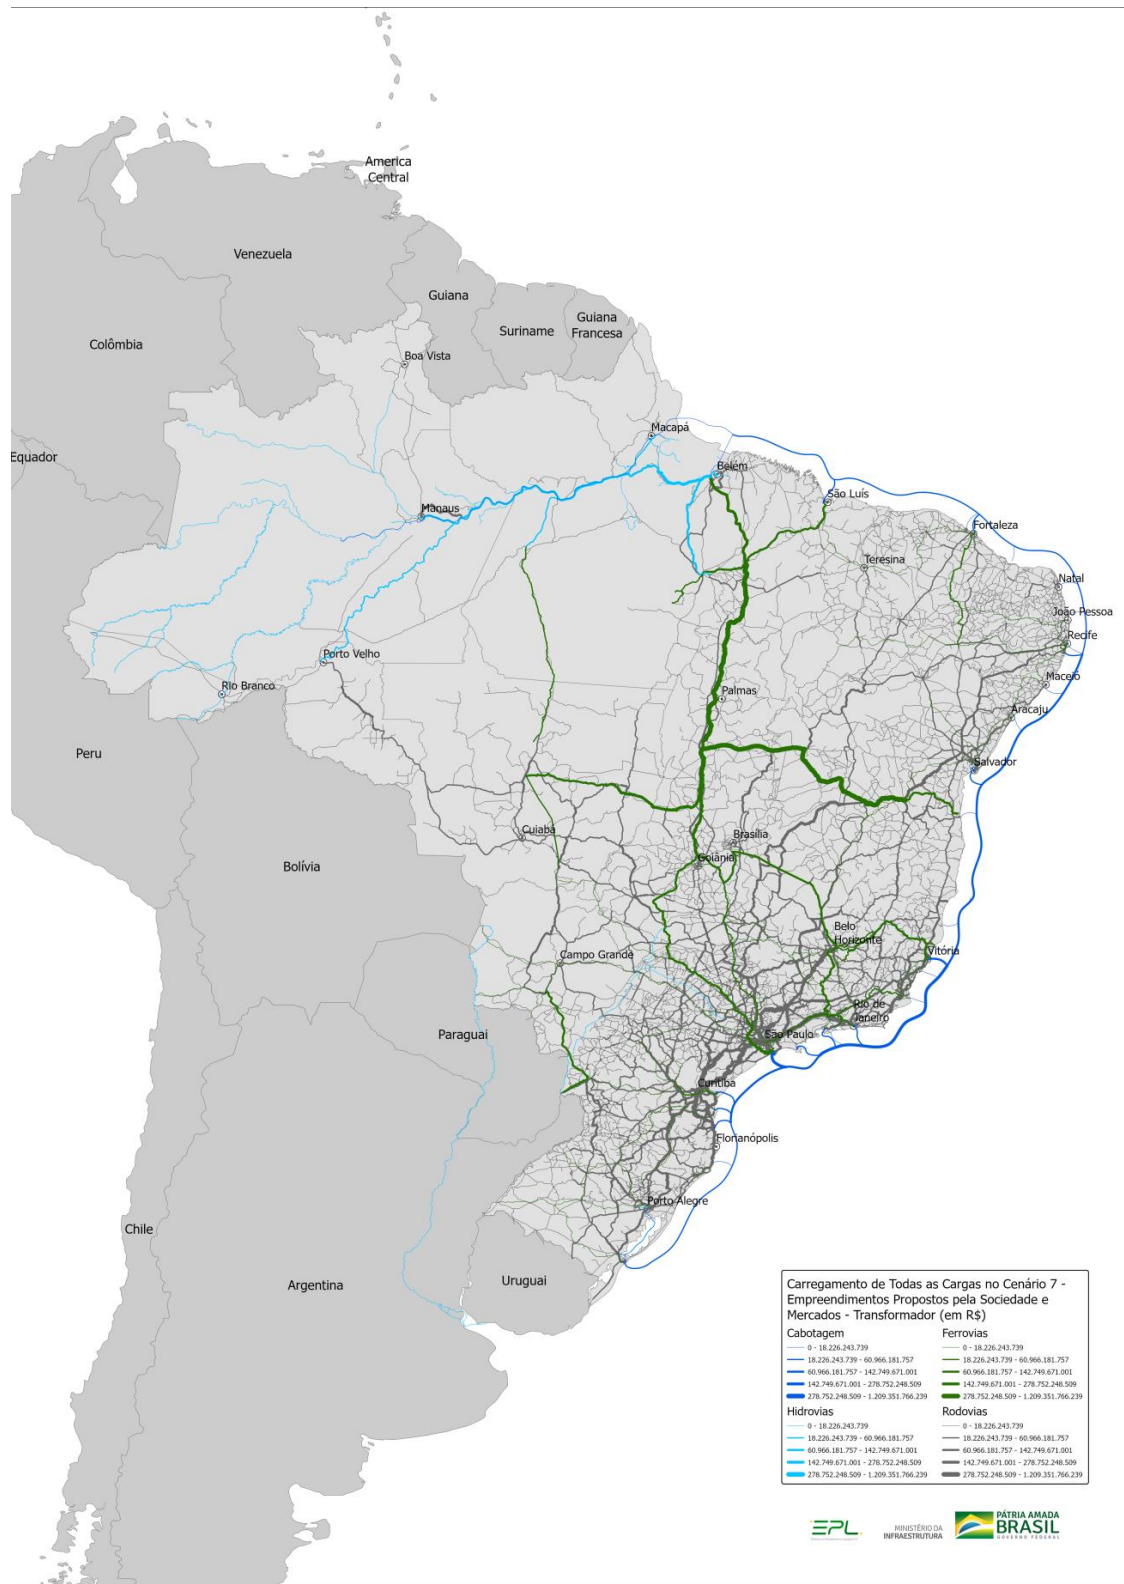 America
Central
Venezuela
Guiana
Suriname
Guiana
Francesa
Colômbia
Boa Vista
Macapá
Equador
Belém
São Luís
Manaus
Fortaleza
Teresina
Natal
João Pessoa
Recife
Porto Velho
Rio Branco
Palmas
Maceió
Aracaju
Peru
Salvador
Cuiabá
Brasília
Goiânia
Bolívia
Belo
Horizonte
Vitória
Campo Grande
Rio de
Janeiro
Paraguai
São Paulo
Curitiba
Florianópolis
Porto Alegre
Chile
Argentina
Uruguai
Carregamento de Todas as Cargas no Cenário 7 -
Empreendimentos Propostos pela Sociedade e
Mercados - Transformador (em R$)
Cabotagem
0 - 18.226.243.739
18.226.243.739 - 60.966.181.757
60.966.181.757 - 142.749.671.001
142.749.671.001 - 278.752.248.509
278.752.248.509 - 1.209.351.766.239
Ferrovias
0 - 18.226.243.739
18.226.243.739 - 60.966.181.757
60.966.181.757 - 142.749.671.001
142.749.671.001 - 278.752.248.509
278.752.248.509 - 1.209.351.766.239
Hidrovias
0 - 18.226.243.739
18.226.243.739 - 60.966.181.757
60.966.181.757 - 142.749.671.001
142.749.671.001 - 278.752.248.509
278.752.248.509 - 1.209.351.766.239
Rodovias
0 - 18.226.243.739
18.226.243.739 - 60.966.181.757
60.966.181.757 - 142.749.671.001
142.749.671.001 - 278.752.248.509
278.752.248.509 - 1.209.351.766.239
EPL
MINISTÉRIO DA
INFRAESTRUTURA
PÁTRIA AMADA
BRASIL
GOVERNO FEDERAL